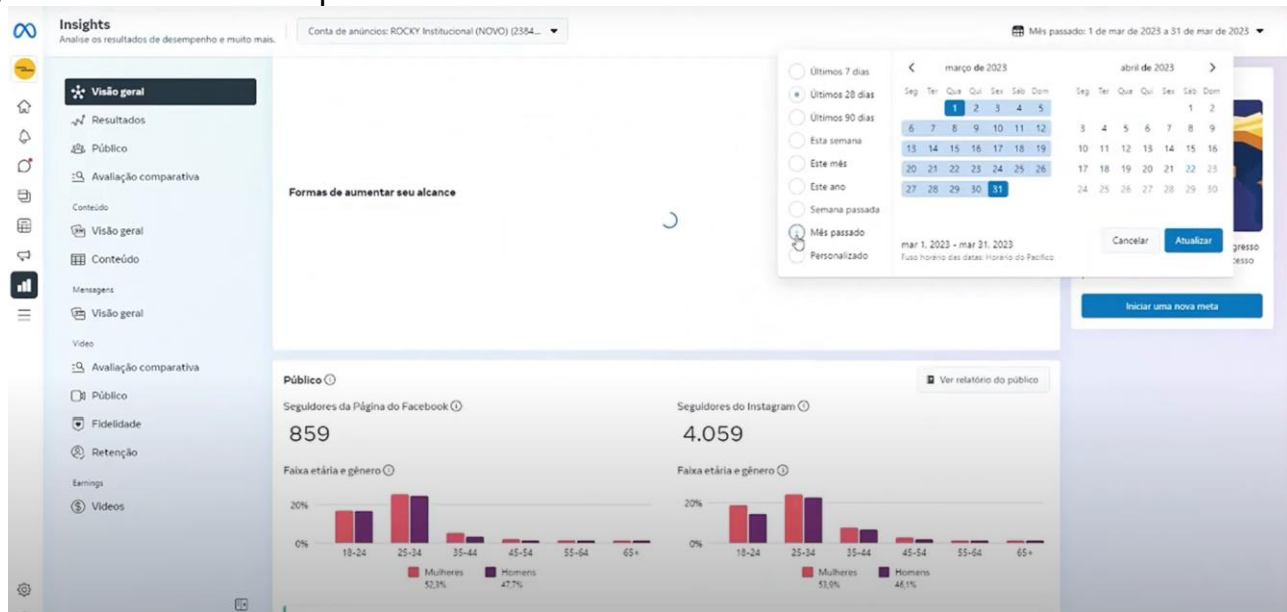 Insights
Analise os resultados de desempenho e muito mais.
Conta de anúncios: ROCKY Institucional (NOVO) (2384...
Mês passado: 1 de mar de 2023 a 31 de mar de 2023
Visão geral
Resultados
Público
Avaliação comparativa
Conteúdo
Visão geral
Conteúdo
Mensagens
Visão geral
Vídeo
Avaliação comparativa
Público
Fidelidade
Retenção
Earnings
Vídeos
Formas de aumentar seu alcance
Últimos 7 dias
Últimos 28 dias
Últimos 90 dias
Esta semana
Este mês
Este ano
Semana passada
Mês passado
Personalizado
março de 2023
Seg Ter Qua Qui Sex Sáb Dom
1 2 3 4 5
6 7 8 9 10 11 12
13 14 15 16 17 18 19
20 21 22 23 24 25 26
27 28 29 30 31
abril de 2023
Seg Ter Qua Qui Sex Sáb Dom
1 2
3 4 5 6 7 8 9
10 11 12 13 14 15 16
17 18 19 20 21 22 23
24 25 26 27 28 29 30
mar 1, 2023 - mar 31, 2023
Fuso horário das datas: Horário do Pacífico
Cancelar
Atualizar
Iniciar uma nova meta
Público
Ver relatório do público
Seguidores da Página do Facebook
859
Faixa etária e gênero
20%
0%
18-24 25-34 35-44 45-54 55-64 65+
Mulheres Homens
52,3% 47,7%
Seguidores do Instagram
4.059
Faixa etária e gênero
20%
0%
18-24 25-34 35-44 45-54 55-64 65+
Mulheres Homens
53,9% 46,1%